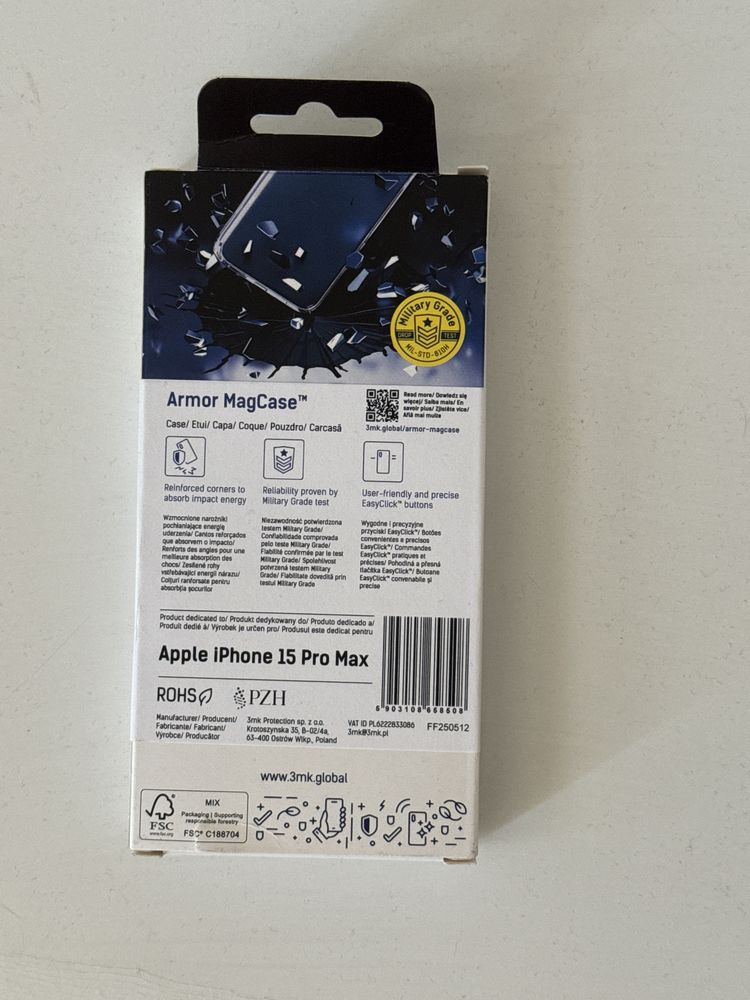 Military Grade
DROP TEST
MIL-STD-810H
Armor MagCase™
Read more/ Dowiedz się
więcej/ Saiba mais/ En
savoir plus/ Zjistěte více/
Află mai multe
3mk.global/armor-magcase
Case/ Etui/ Capa/ Coque/ Pouzdro/ Carcasă
Reinforced corners to
absorb impact energy
Reliability proven by
Military Grade test
User-friendly and precise
EasyClick™ buttons
Wzmocnione narożniki
pochłaniające energię
uderzenia/ Cantos reforçados
que absorvem o impacto/
Renforts des angles pour une
meilleure absorption des
chocs/ Zesílené rohy
vstřebávající energii nárazu/
Colțuri ranforsate pentru
absorbția șocurilor
Niezawodność potwierdzona
testem Military Grade/
Confiabilidade comprovada
pelo teste Military Grade/
Fiabilité confirmée par le test
Military Grade/ Spolehlivost
potvrzená testem Military
Grade/ Fiabilitate dovedită prin
testul Military Grade
Wygodne i precyzyjne
przyciski EasyClick™/ Botões
convenientes e precisos
EasyClick™/ Commandes
EasyClick™ pratiques et
précises/ Pohodlná a přesná
tlačítka EasyClick™/ Butoane
EasyClick™ convenabile și
precise
Product dedicated to/ Produkt dedykowany do/ Produto dedicado a/
Produit dédié à/ Výrobek je určen pro/ Produsul este dedicat pentru
Apple iPhone 15 Pro Max
5 903108 668608
ROHS
PZH
Manufacturer/ Producent/
Fabricante/ Fabricant/
Výrobce/ Producător
3mk Protection sp. z o.o.
Krotoszynska 35, B-02/4a,
63-400 Ostrów Wlkp., Poland
VAT ID PL6222833086
3mk@3mk.pl
FF250512
www.3mk.global
FSC
www.fsc.org
MIX
Packaging | Supporting
responsible forestry
FSC® C188704